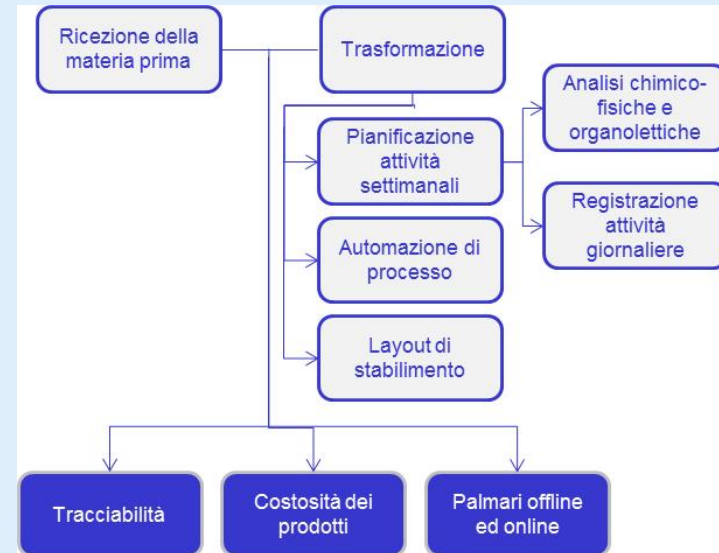 Ricezione della
materia prima
Trasformazione
Analisi chimico-
fisiche e
organolettiche
Pianificazione
attività
settimanali
Registrazione
attività
giornaliere
Automazione di
processo
Layout di
stabilimento
Tracciabilità
Costosità dei
prodotti
Palmari offline
ed online